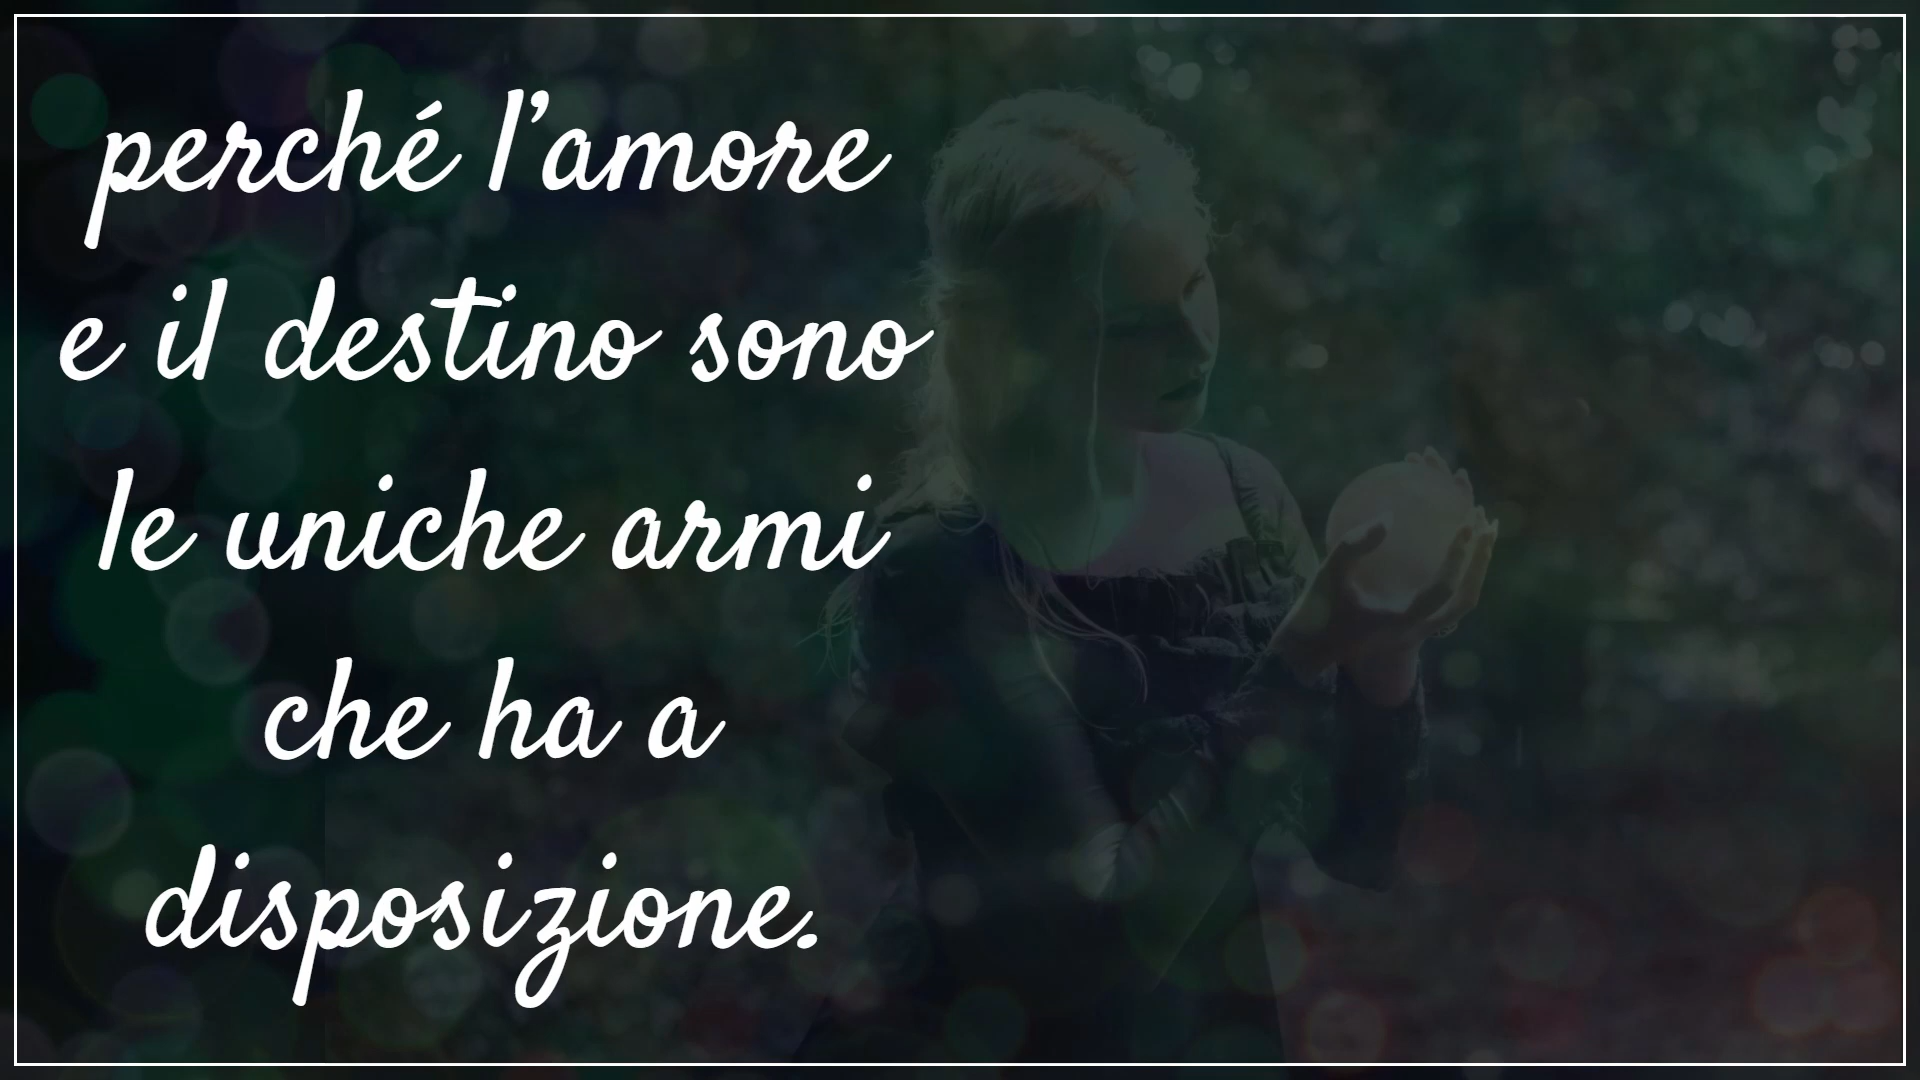 perché l’amore
e il destino sono
le uniche armi
che ha a
disposizione.